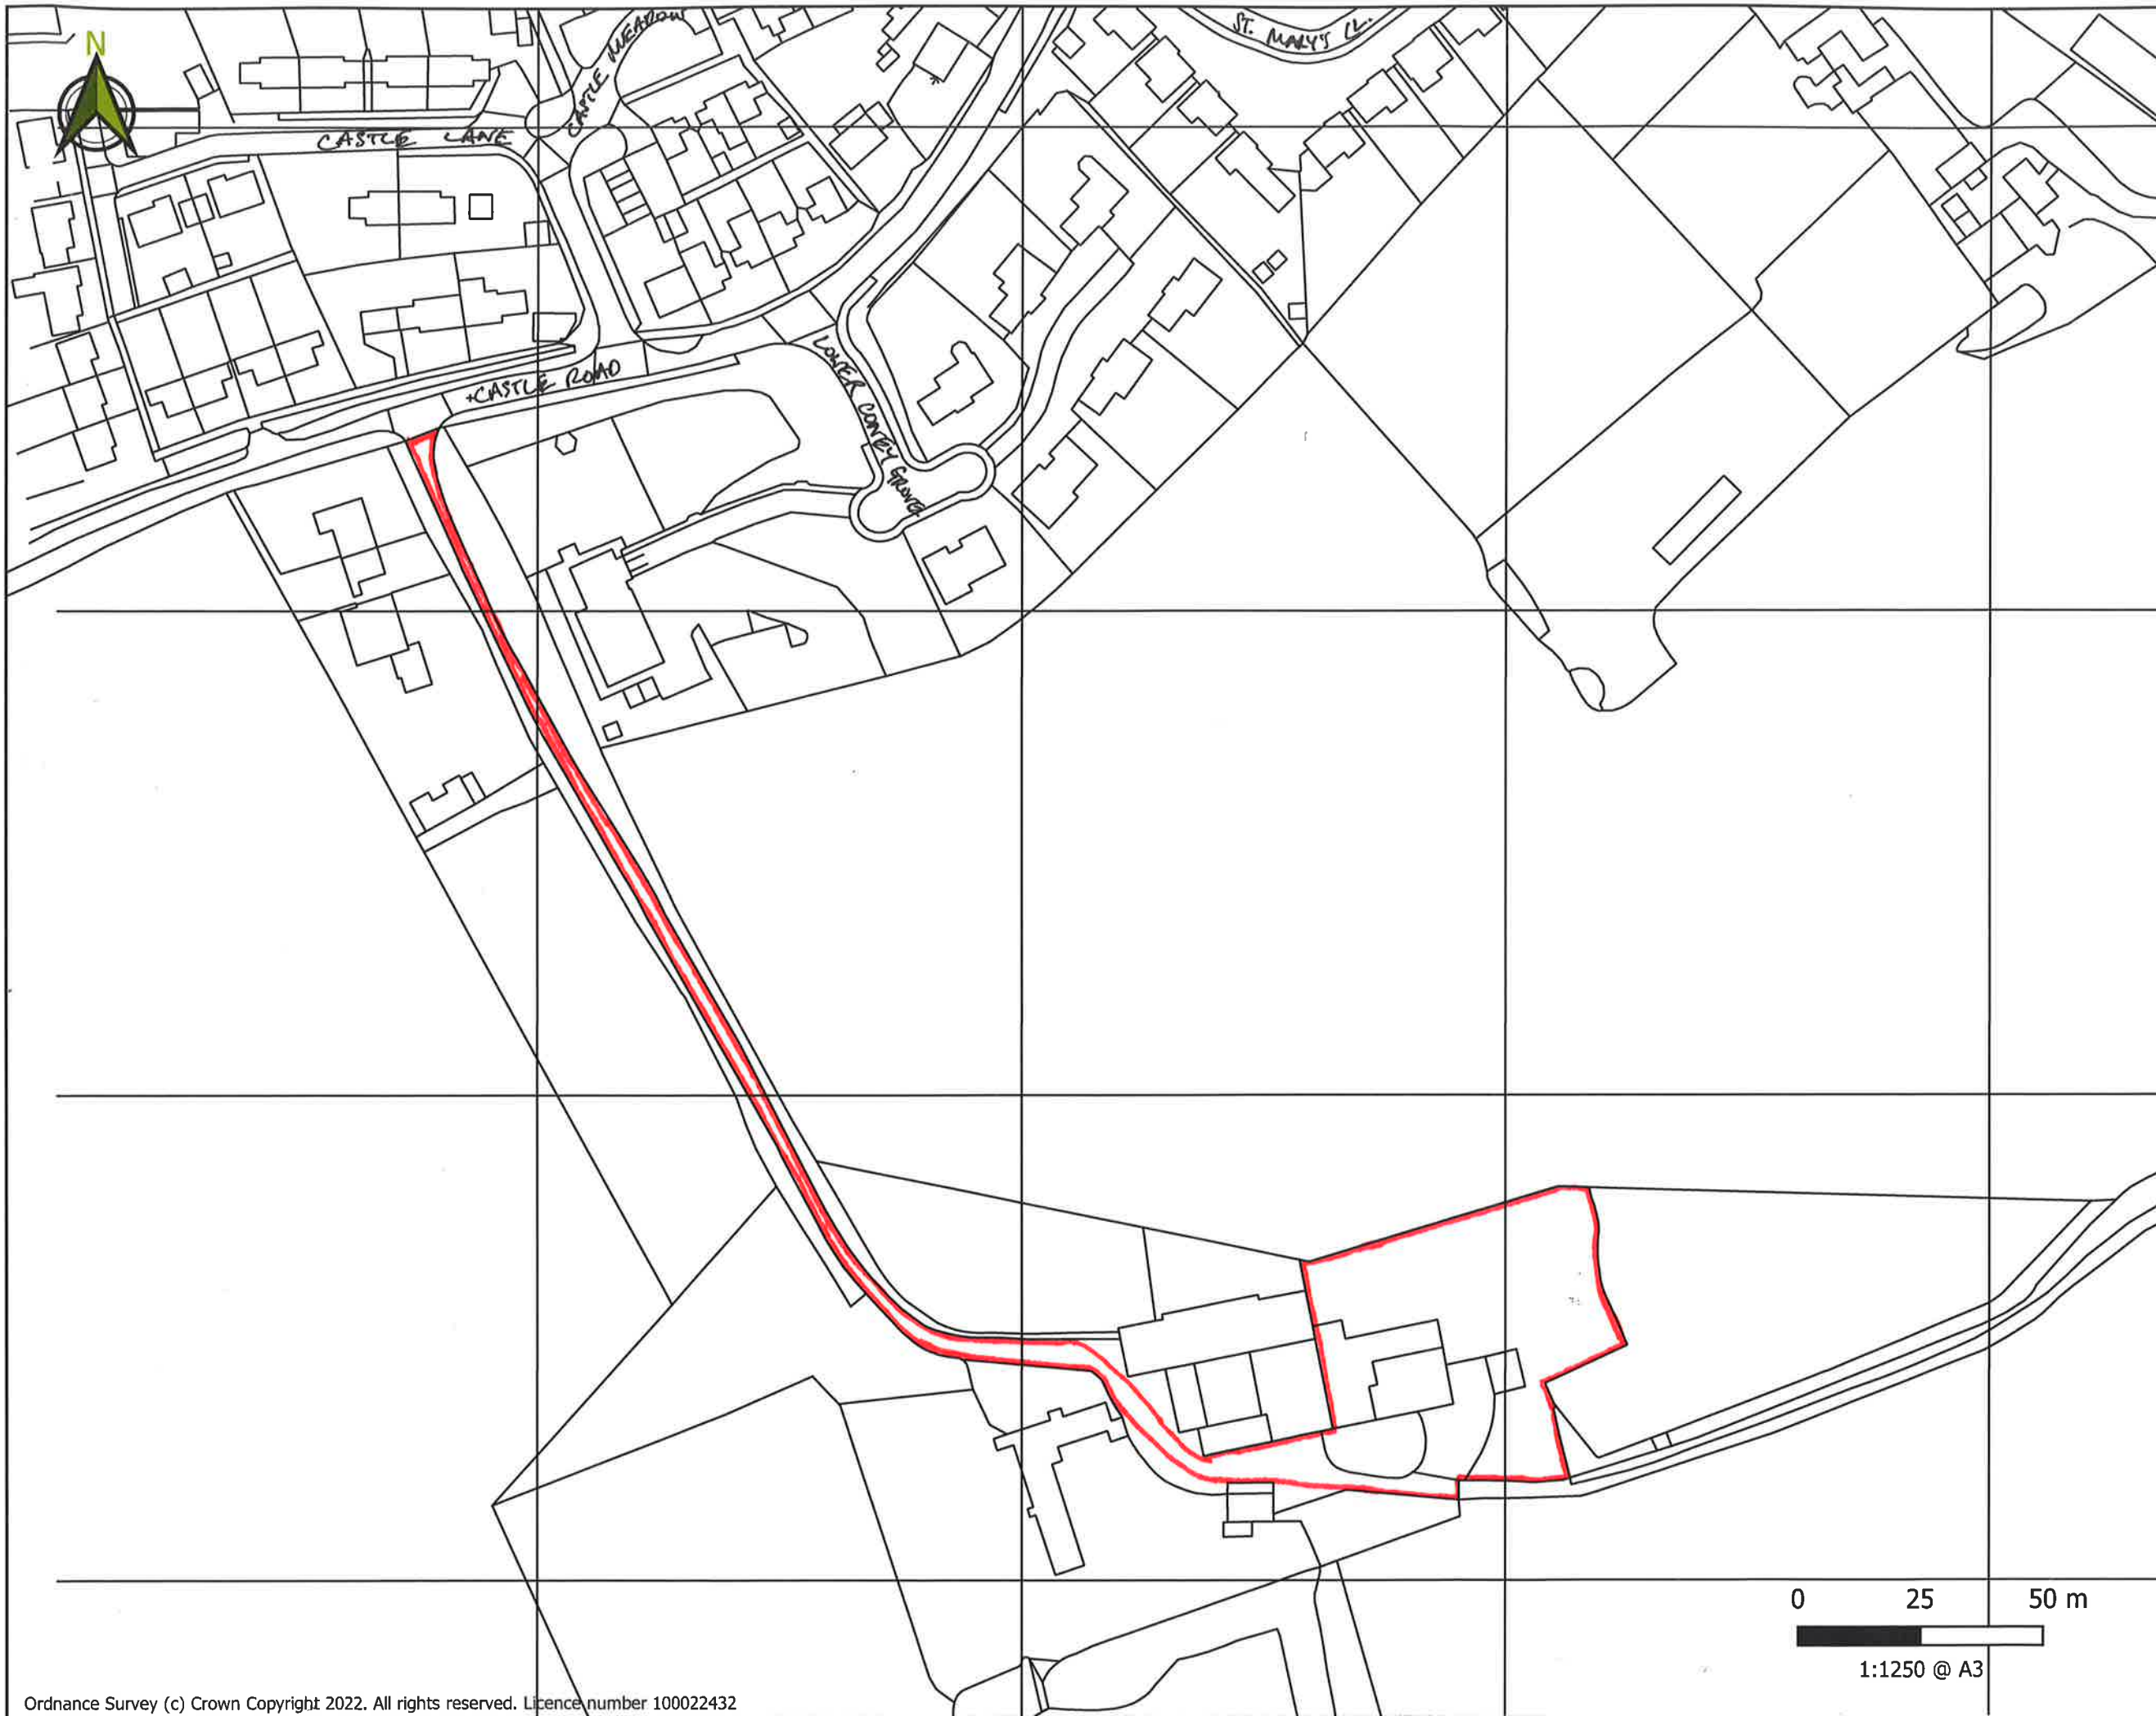 N
CASTLE MEADOW
ST. MARY'S CL.
CASTLE LANE
CASTLE ROAD
LOWER CONEY GROVE
0 25 50 m
1:1250 @ A3
Ordnance Survey (c) Crown Copyright 2022. All rights reserved. Licence number 100022432